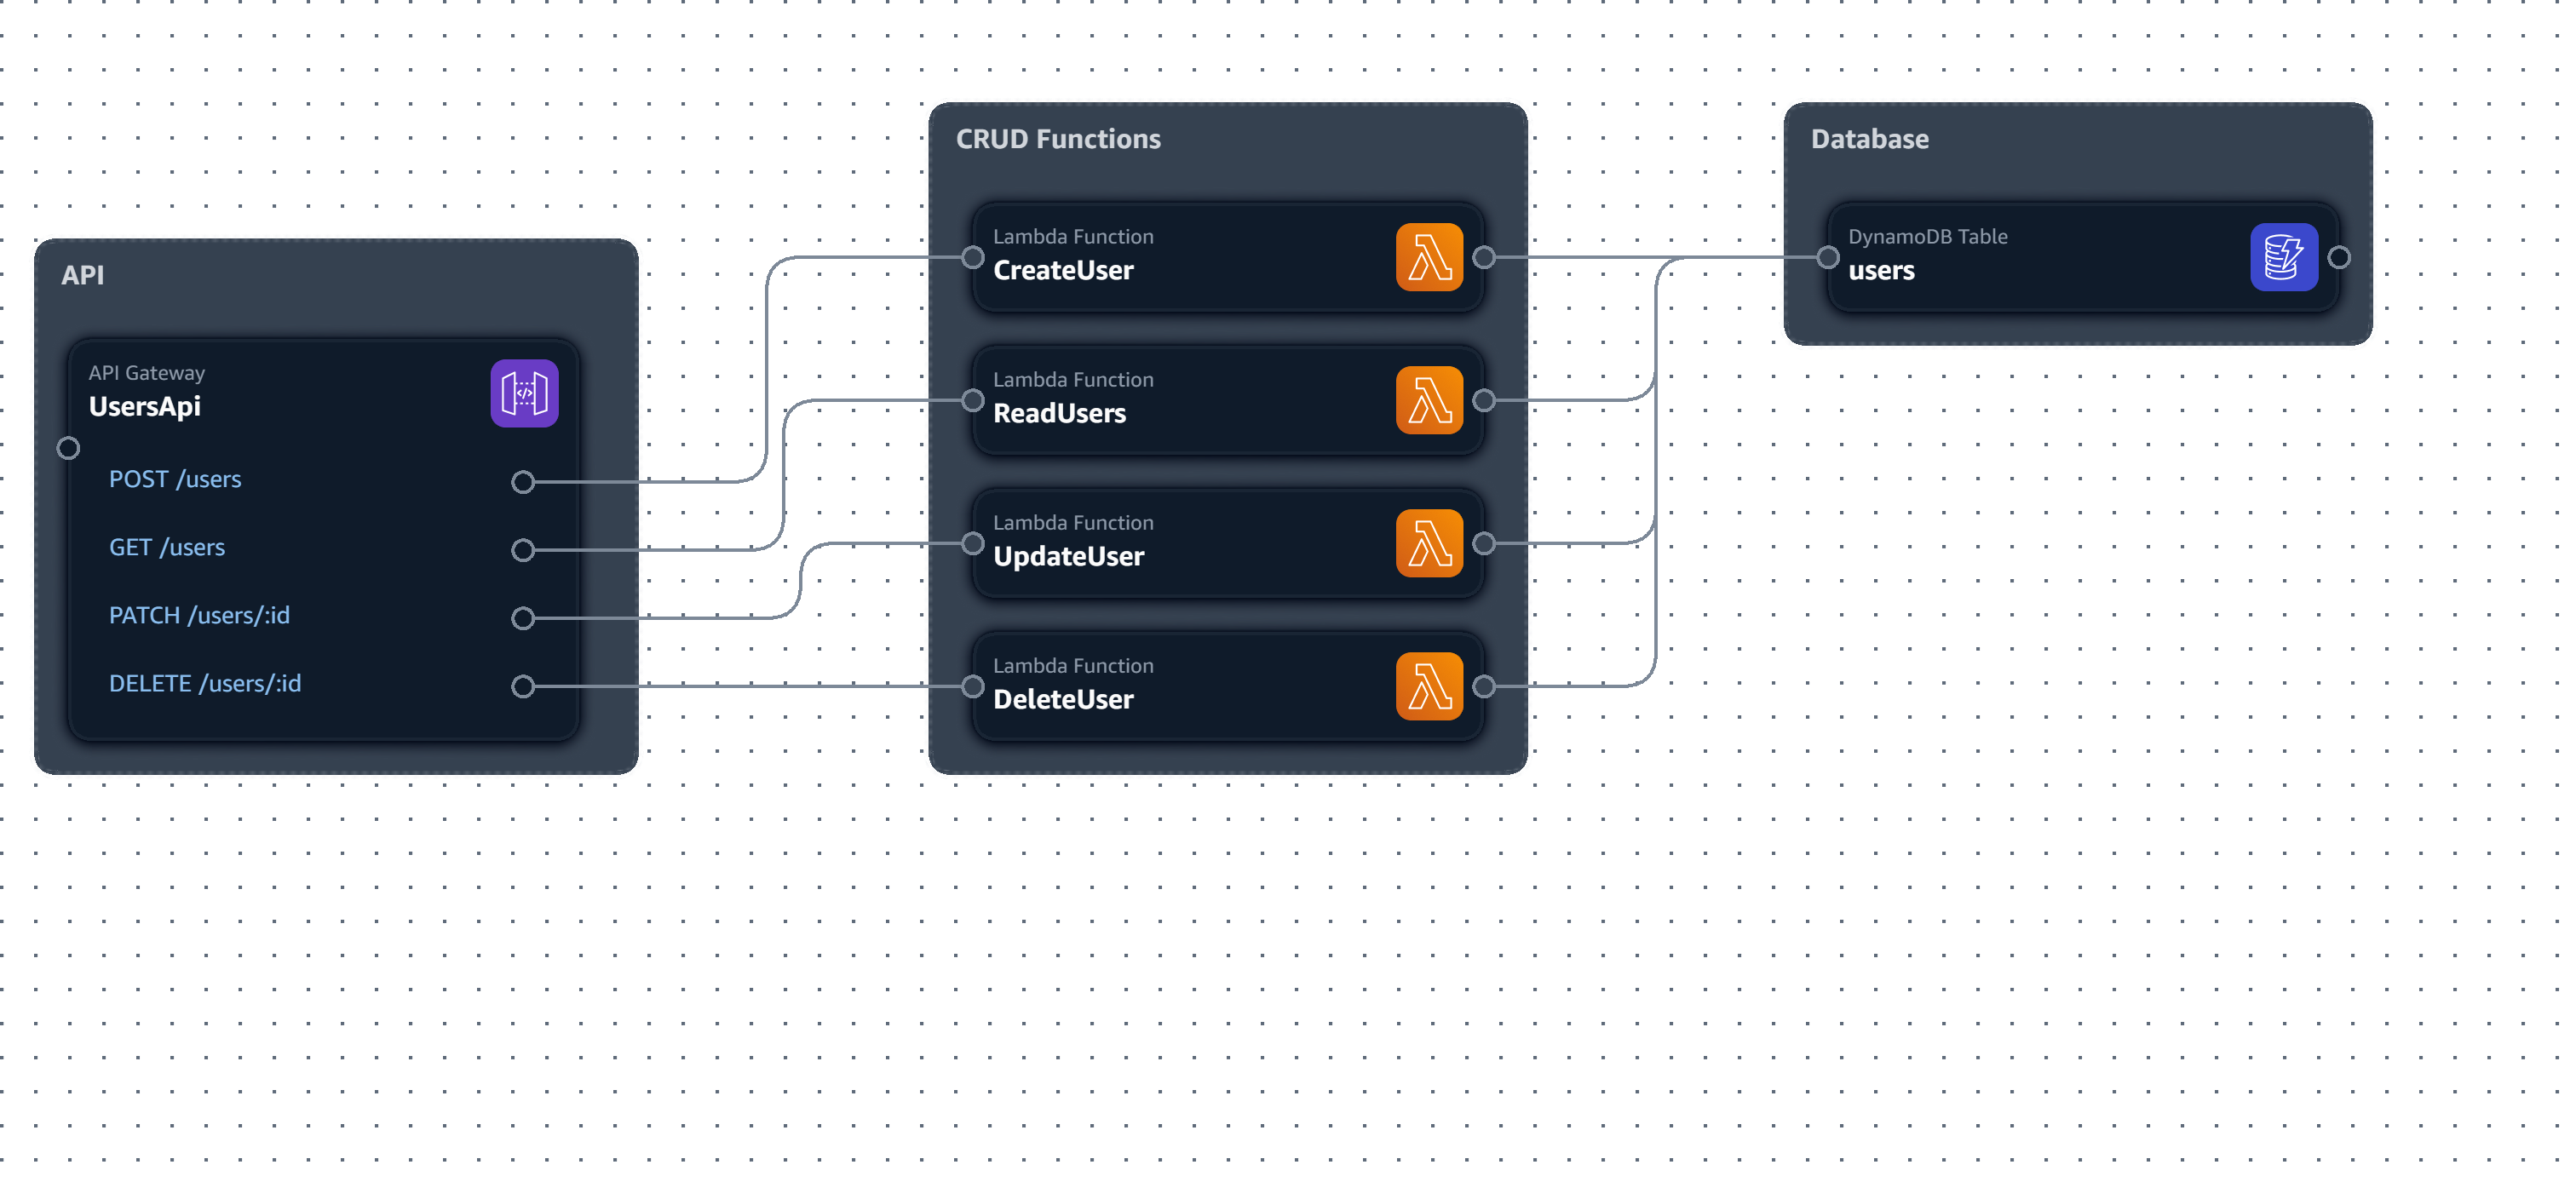 API
API Gateway
UsersApi
POST /users
GET /users
PATCH /users/:id
DELETE /users/:id
CRUD Functions
Lambda Function
CreateUser
Lambda Function
ReadUsers
Lambda Function
UpdateUser
Lambda Function
DeleteUser
Database
DynamoDB Table
users